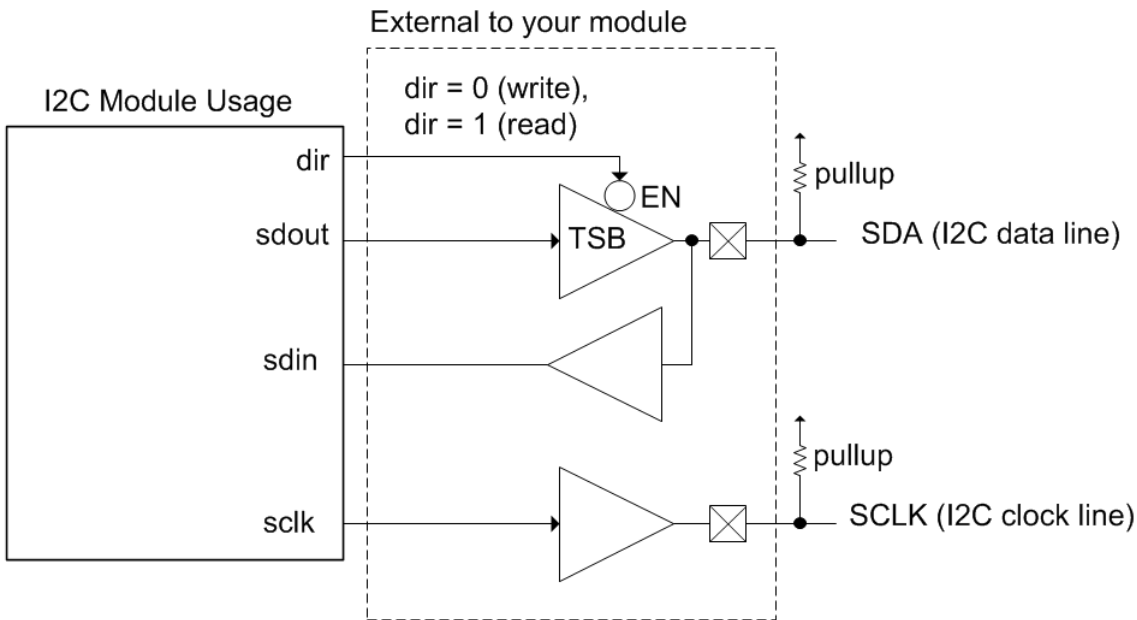 External to your module
I2C Module Usage
dir = 0 (write),
dir = 1 (read)
dir
EN
pullup
sdout
TSB
SDA (I2C data line)
sdin
pullup
sclk
SCLK (I2C clock line)